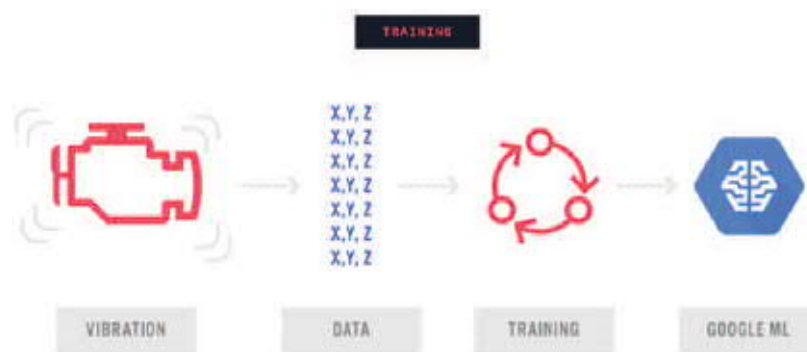 TRAINING
X,Y, Z
X,Y, Z
X,Y, Z
X,Y, Z
X,Y, Z
X,Y, Z
X,Y, Z
VIBRATION
DATA
TRAINING
GOOGLE ML